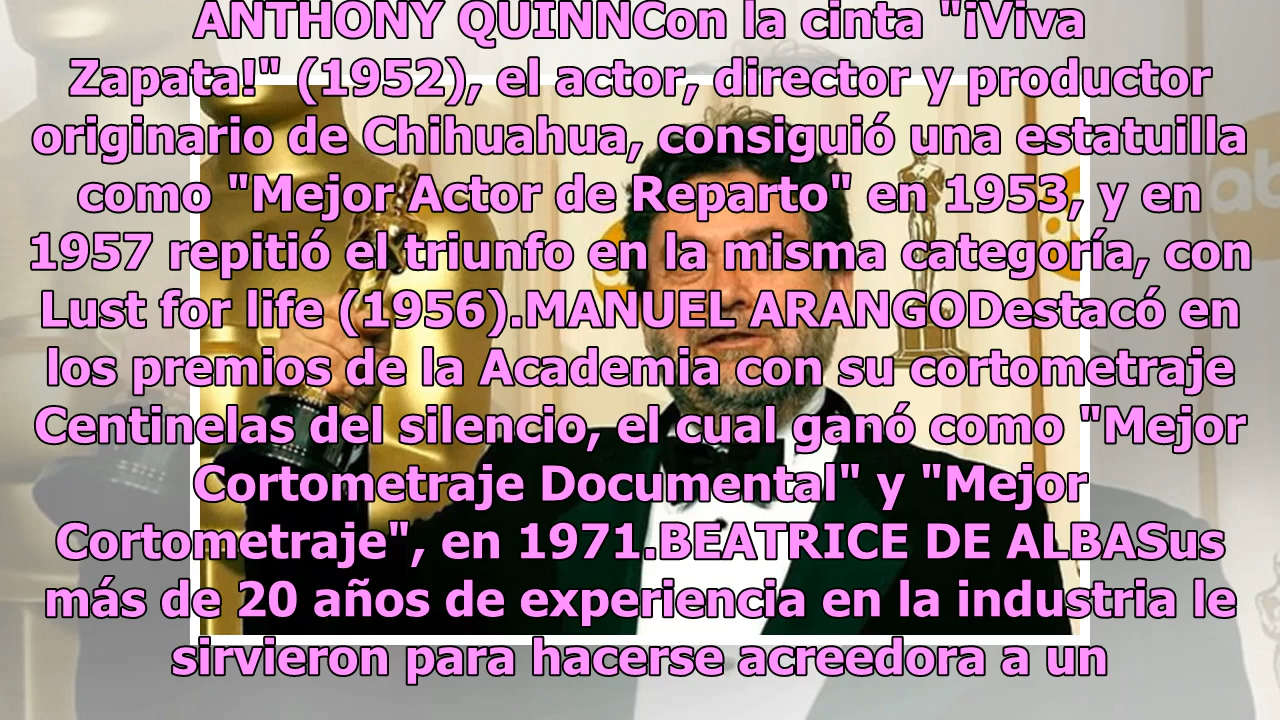 ANTHONY QUINNCon la cinta "¡Viva
Zapata!" (1952), el actor, director y productor
originario de Chihuahua, consiguió una estatuilla
como "Mejor Actor de Reparto" en 1953, y en
1957 repitió el triunfo en la misma categoría, con
Lust for life (1956).MANUEL ARANGODestacó en
los premios de la Academia con su cortometraje
Centinelas del silencio, el cual ganó como "Mejor
Cortometraje Documental" y "Mejor
Cortometraje", en 1971.BEATRICE DE ALBASus
más de 20 años de experiencia en la industria le
sirvieron para hacerse acreedora a un